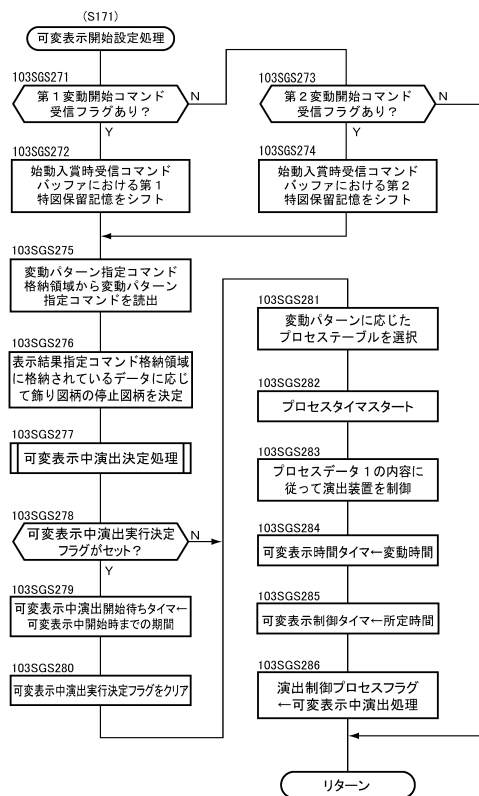 (S171)
可変表示開始設定処理
103SGS271
第１変動開始コマンド
受信フラグあり？
N
Y
103SGS272
始動入賞時受信コマンド
バッファにおける第１
特図保留記憶をシフト
103SGS273
第２変動開始コマンド
受信フラグあり？
N
Y
103SGS274
始動入賞時受信コマンド
バッファにおける第２
特図保留記憶をシフト
103SGS275
変動パターン指定コマンド
格納領域から変動パターン
指定コマンドを読出
103SGS276
表示結果指定コマンド格納領域
に格納されているデータに応じ
て飾り図柄の停止図柄を決定
103SGS277
可変表示中演出決定処理
103SGS278
可変表示中演出実行決定
フラグがセット？
N
Y
103SGS279
可変表示中演出開始待ちタイマ←
可変表示中開始時までの期間
103SGS280
可変表示中演出実行決定フラグをクリア
103SGS281
変動パターンに応じた
プロセステーブルを選択
103SGS282
プロセスタイマスタート
103SGS283
プロセスデータ１の内容に
従って演出装置を制御
103SGS284
可変表示時間タイマ←変動時間
103SGS285
可変表示制御タイマ←所定時間
103SGS286
演出制御プロセスフラグ
←可変表示中演出処理
リターン